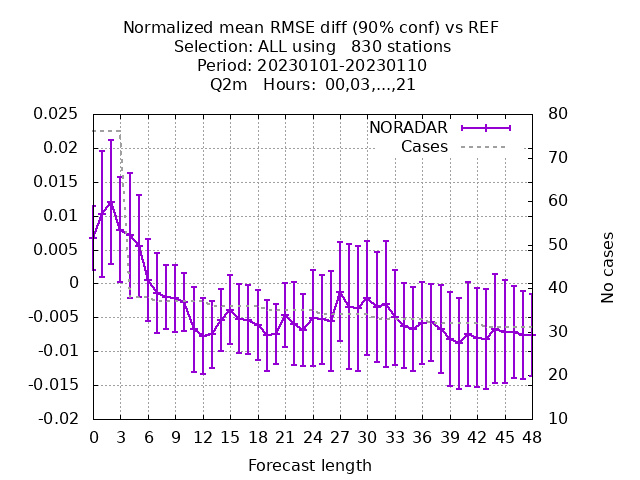 Normalized mean RMSE diff (90% conf) vs REF
Selection: ALL using   830 stations
Period: 20230101-20230110
Q2m   Hours:  00,03,...,21
NORADAR
Cases
0.025
0.02
0.015
0.01
0.005
0
-0.005
-0.01
-0.015
-0.02
80
70
60
50
40
30
20
10
No cases
0 3 6 9 12 15 18 21 24 27 30 33 36 39 42 45 48
Forecast length